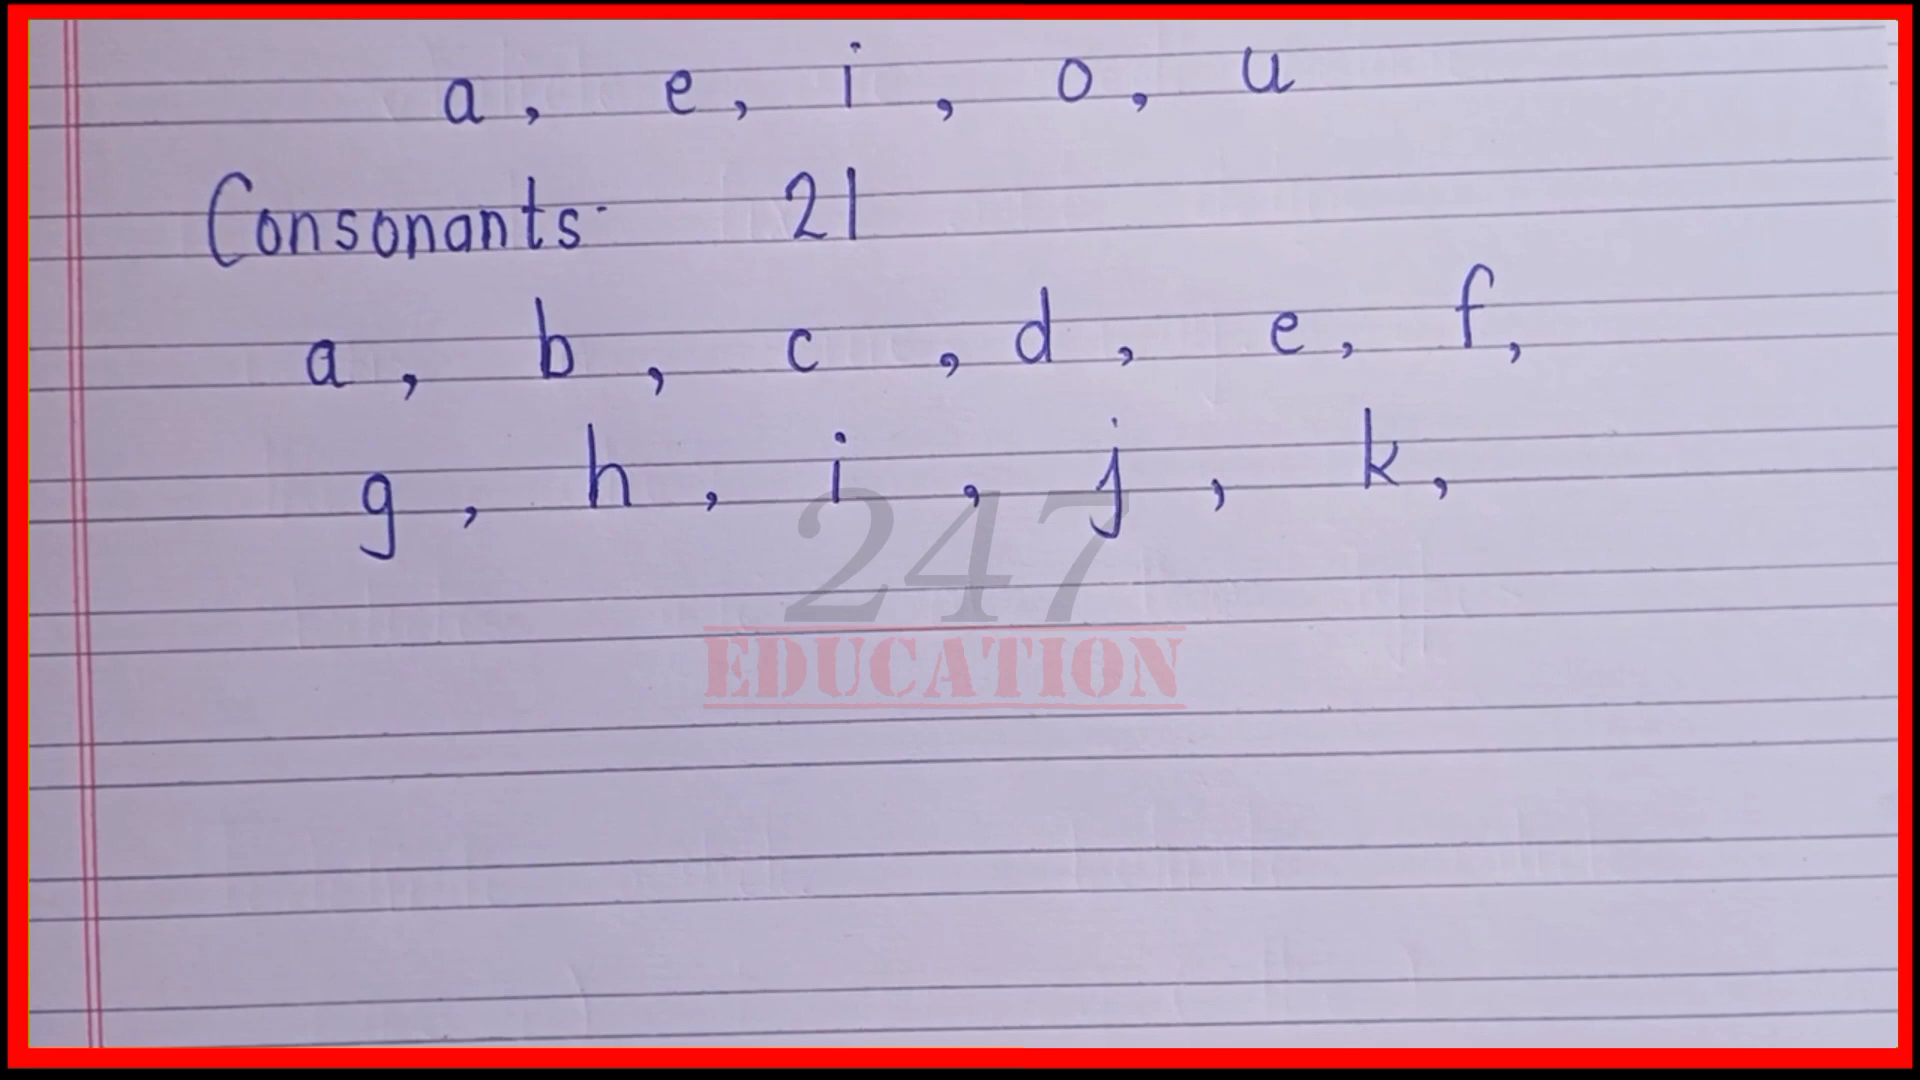 a, e, i, o, u
Consonants- 21
a, b, c, d, e, f,
g, h, i, j, k,
247
EDUCATION